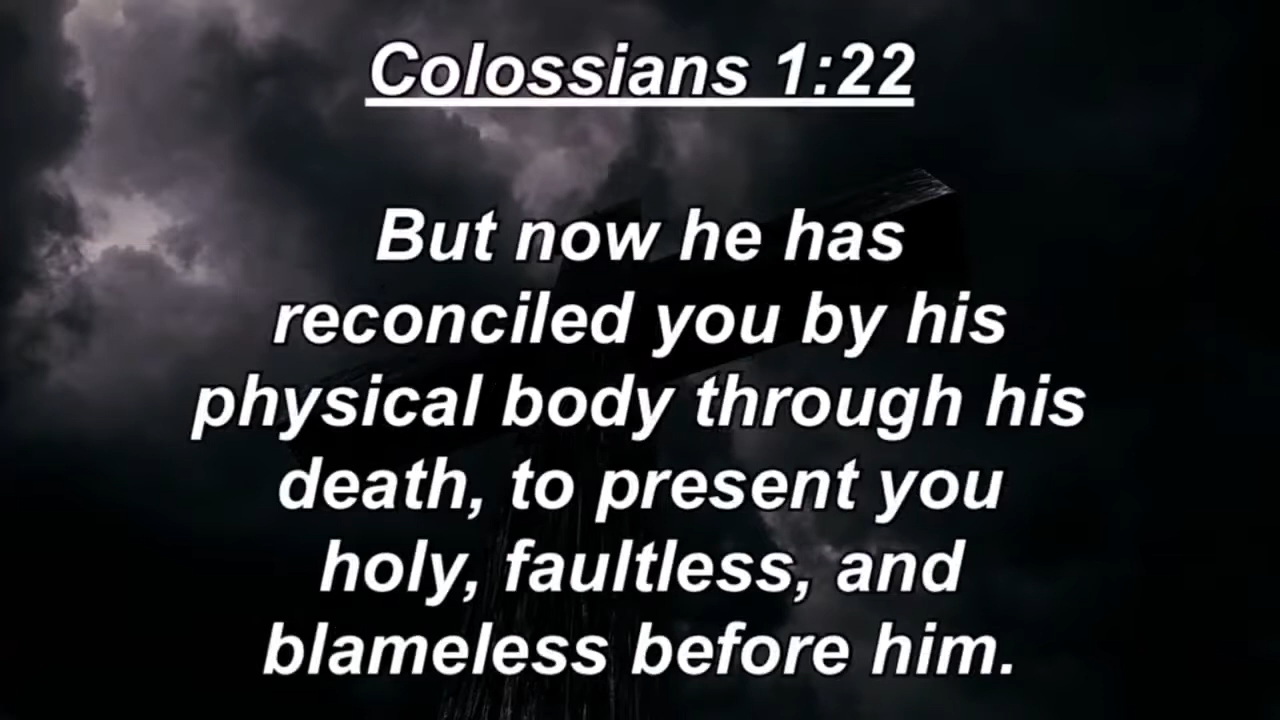 Colossians 1:22
But now he has
reconciled you by his
physical body through his
death, to present you
holy, faultless, and
blameless before him.